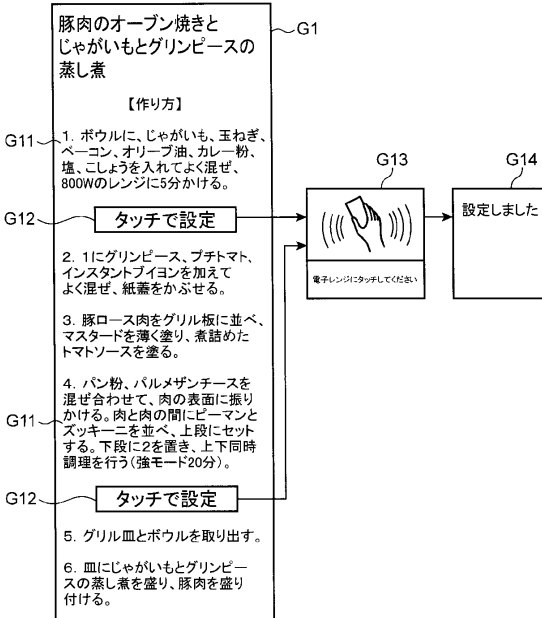 豚肉のオーブン焼きと
じゃがいもとグリンピースの
蒸し煮
G1
【作り方】
G11
1. ボウルに、じゃがいも、玉ねぎ、
ベーコン、オリーブ油、カレー粉、
塩、こしょうを入れてよく混ぜ、
800Wのレンジに5分かける。
G12
タッチで設定
G13
電子レンジにタッチしてください
G14
設定しました
2. 1にグリンピース、プチトマト、
インスタントブイヨンを加えて
よく混ぜ、紙蓋をかぶせる。
3. 豚ロース肉をグリル板に並べ、
マスタードを薄く塗り、煮詰めた
トマトソースを塗る。
4. パン粉、パルメザンチースを
混ぜ合わせて、肉の表面に振り
G11
かける。肉と肉の間にピーマンと
ズッキーニを並べ、上段にセット
する。下段に2を置き、上下同時
調理を行う(強モード20分)。
G12
タッチで設定
5. グリル皿とボウルを取り出す。
6. 皿にじゃがいもとグリンピー
スの蒸し煮を盛り、豚肉を盛り
付ける。